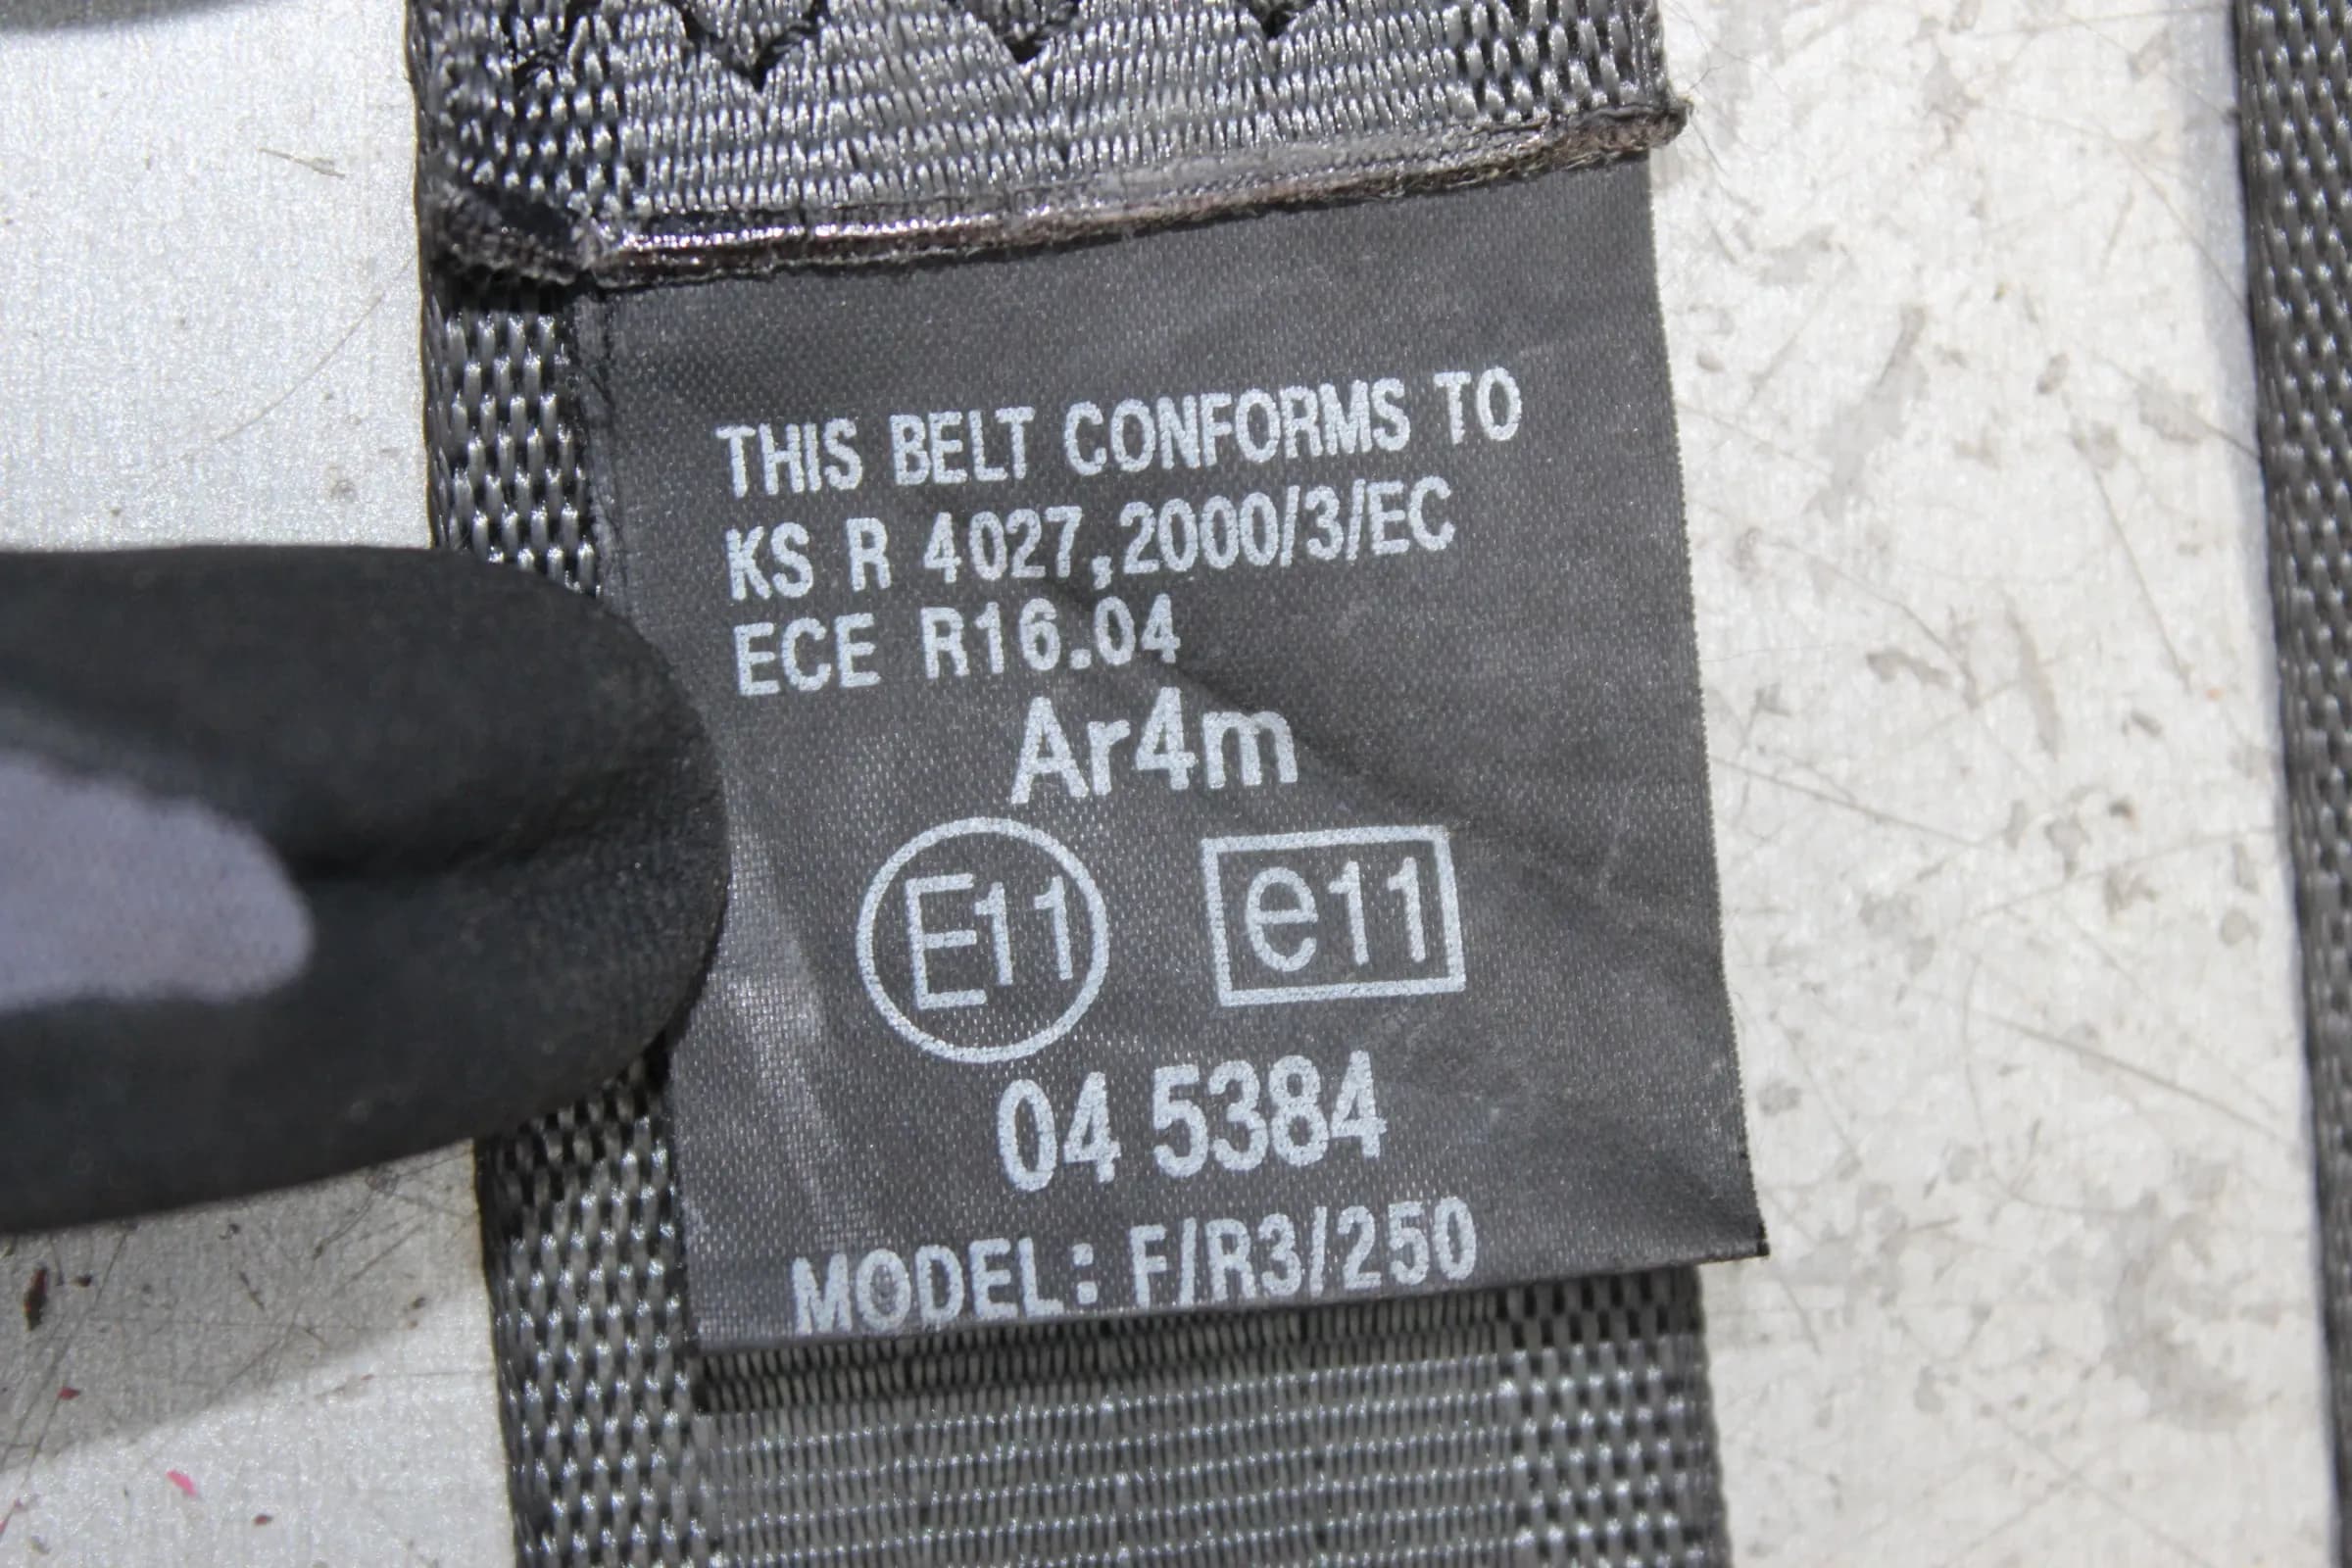 THIS BELT CONFORMS TO
KS R 4027,2000/3/EC
ECE R16.04
Ar4m
E11 e11
04 5384
MODEL: F/R3/250